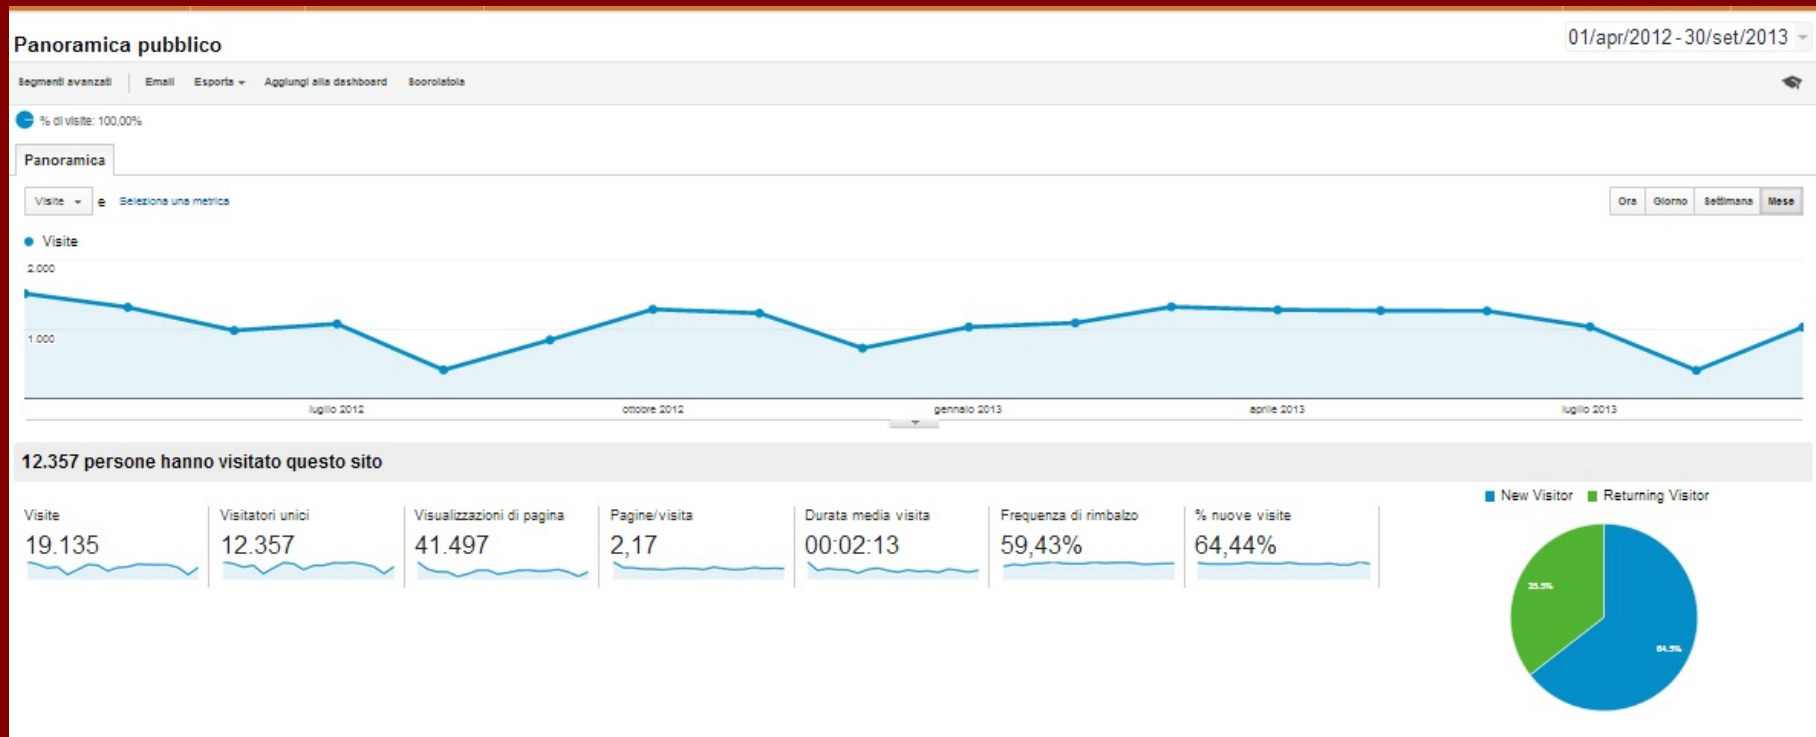 Panoramica pubblico
01/apr/2012 - 30/set/2013
Segmenti avanzati Email Esporta Aggiungi alla dashboard Scorciatoia
% di visite: 100,00%
Panoramica
Visite e Seleziona una metrica
Ora Giorno Settimana Mese
Visite
2.000
1.000
luglio 2012 ottobre 2012 gennaio 2013 aprile 2013 luglio 2013
12.357 persone hanno visitato questo sito
New Visitor Returning Visitor
Visite Visitatori unici Visualizzazioni di pagina Pagine/visita Durata media visita Frequenza di rimbalzo % nuove visite
19.135 12.357 41.497 2,17 00:02:13 59,43% 64,44%
64.5%